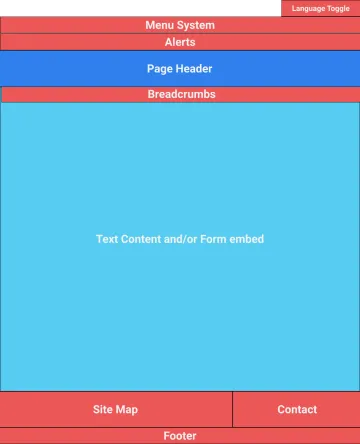 Language Toggle
Menu System
Alerts
Page Header
Breadcrumbs
Text Content and/or Form embed
Site Map
Contact
Footer